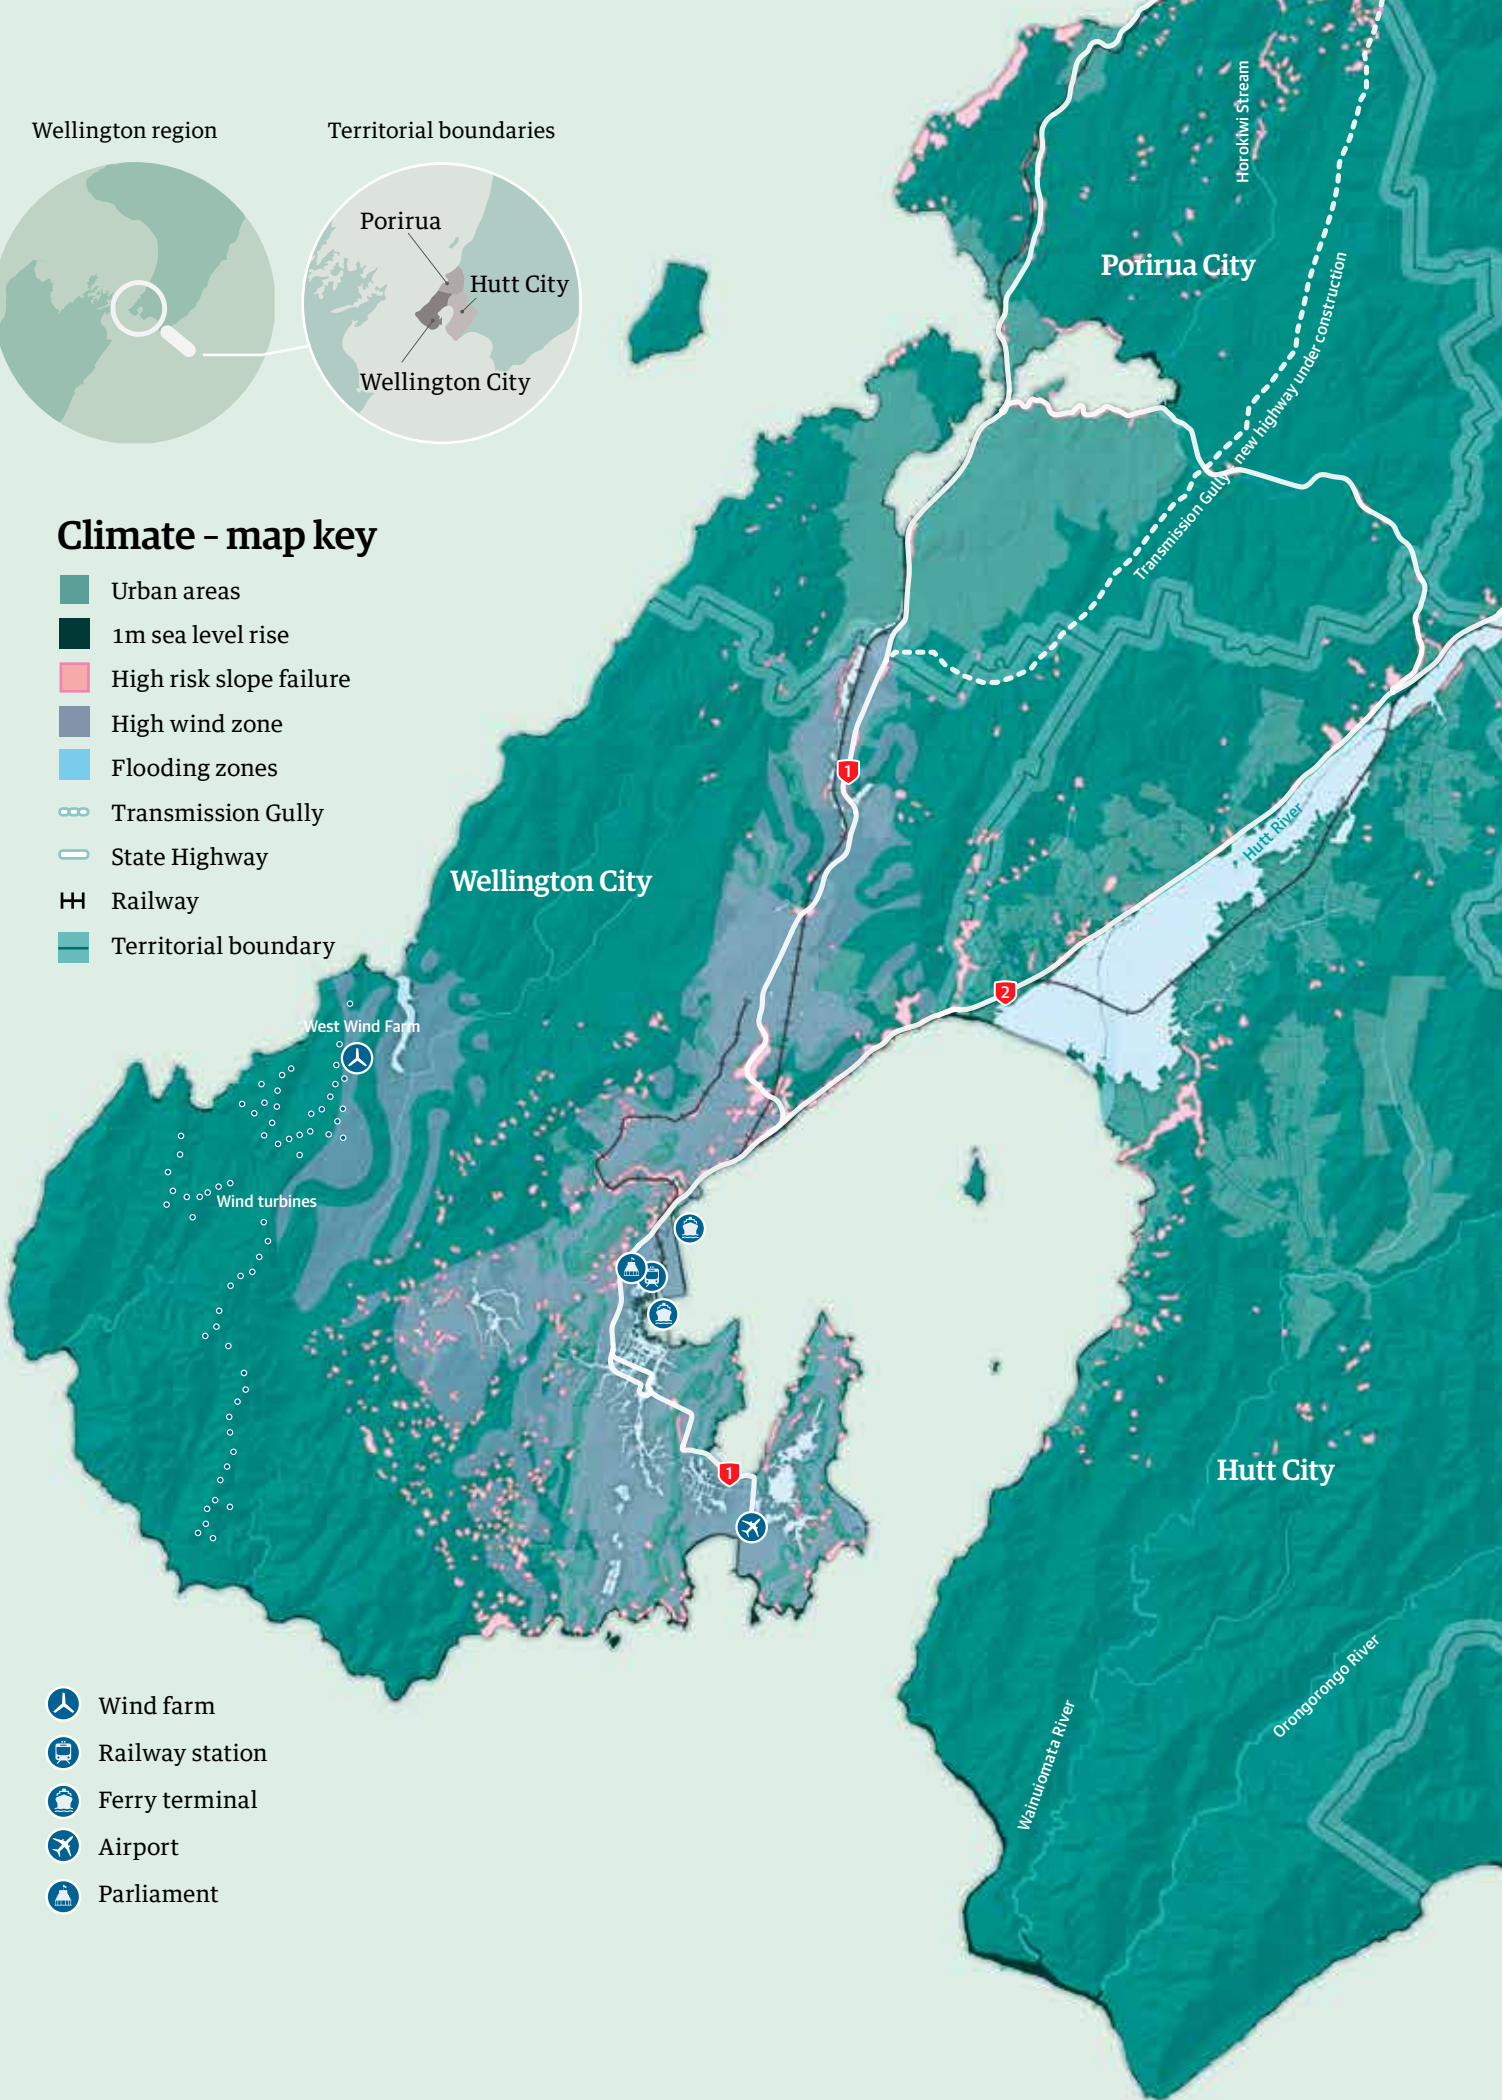 Wellington region
Territorial boundaries
Porirua
Hutt City
Wellington City
Climate – map key
Urban areas
1m sea level rise
High risk slope failure
High wind zone
Flooding zones
Transmission Gully
State Highway
Railway
Territorial boundary
Horokiwi Stream
Porirua City
Transmission Gully - new highway under construction
1
Hutt River
Wellington City
2
West Wind Farm
Wind turbines
1
Hutt City
Orongorongo River
Wainuiomata River
Wind farm
Railway station
Ferry terminal
Airport
Parliament